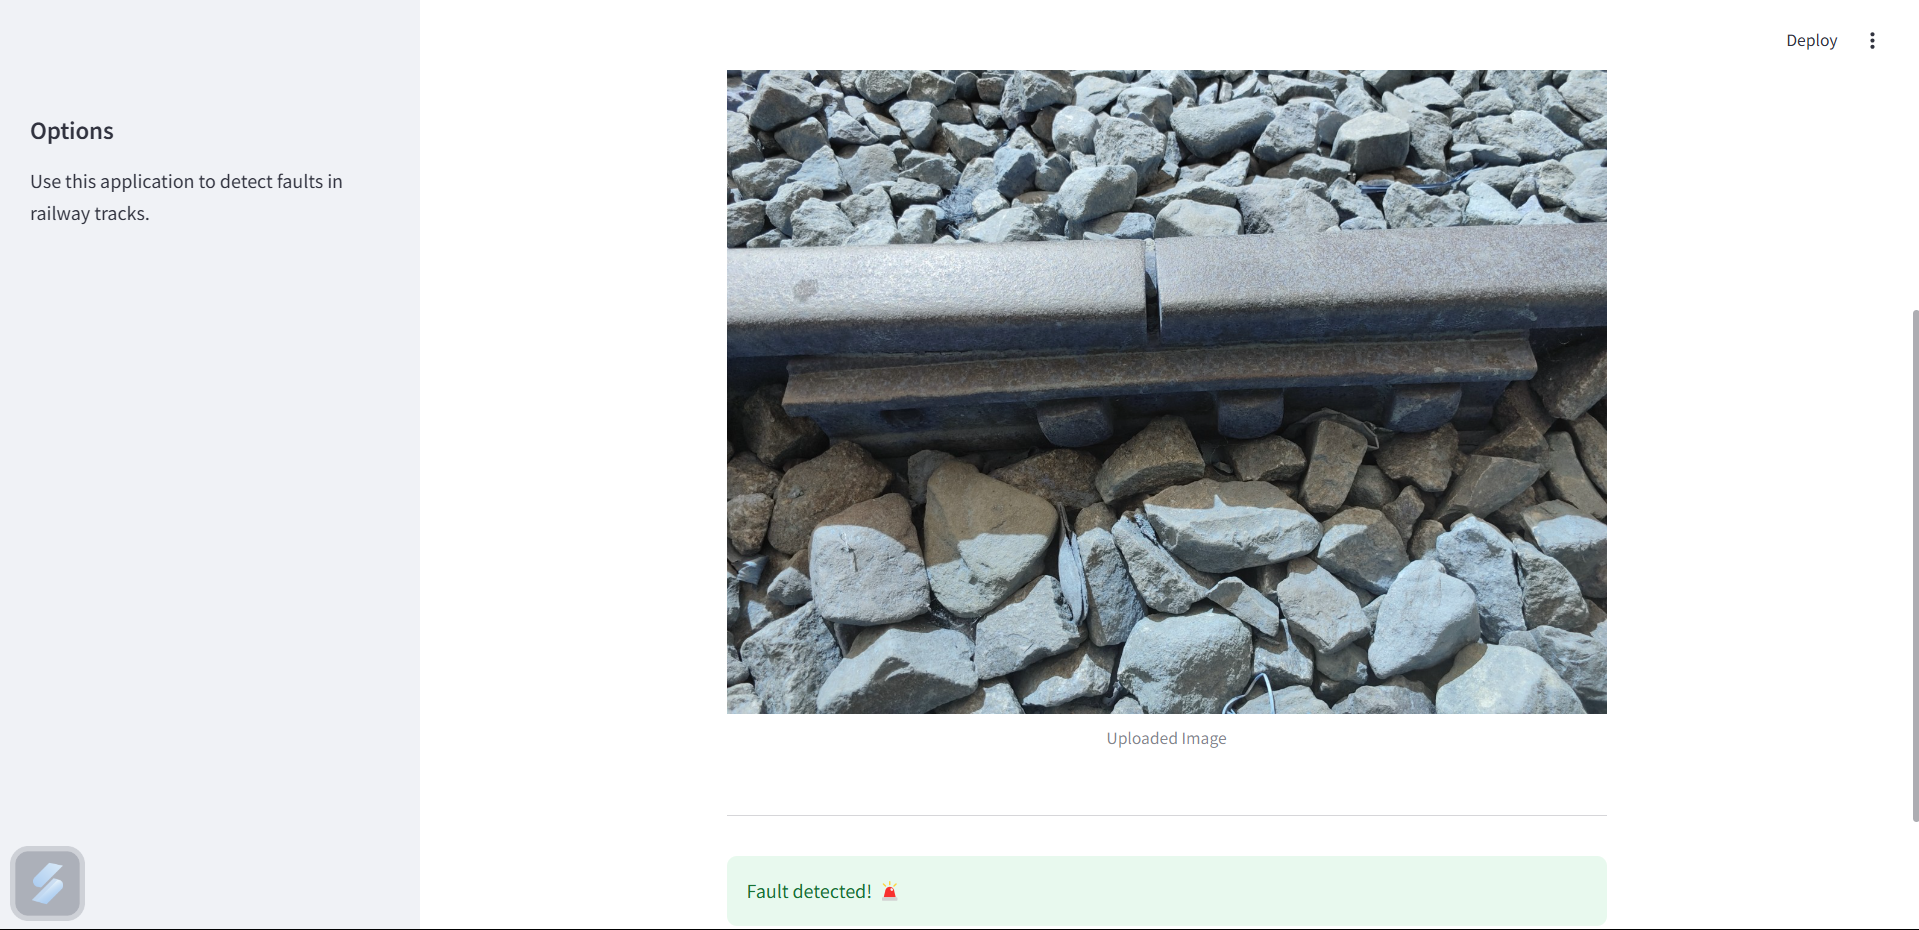 Deploy
Options
Use this application to detect faults in
railway tracks.
Uploaded Image
Fault detected! 🚨